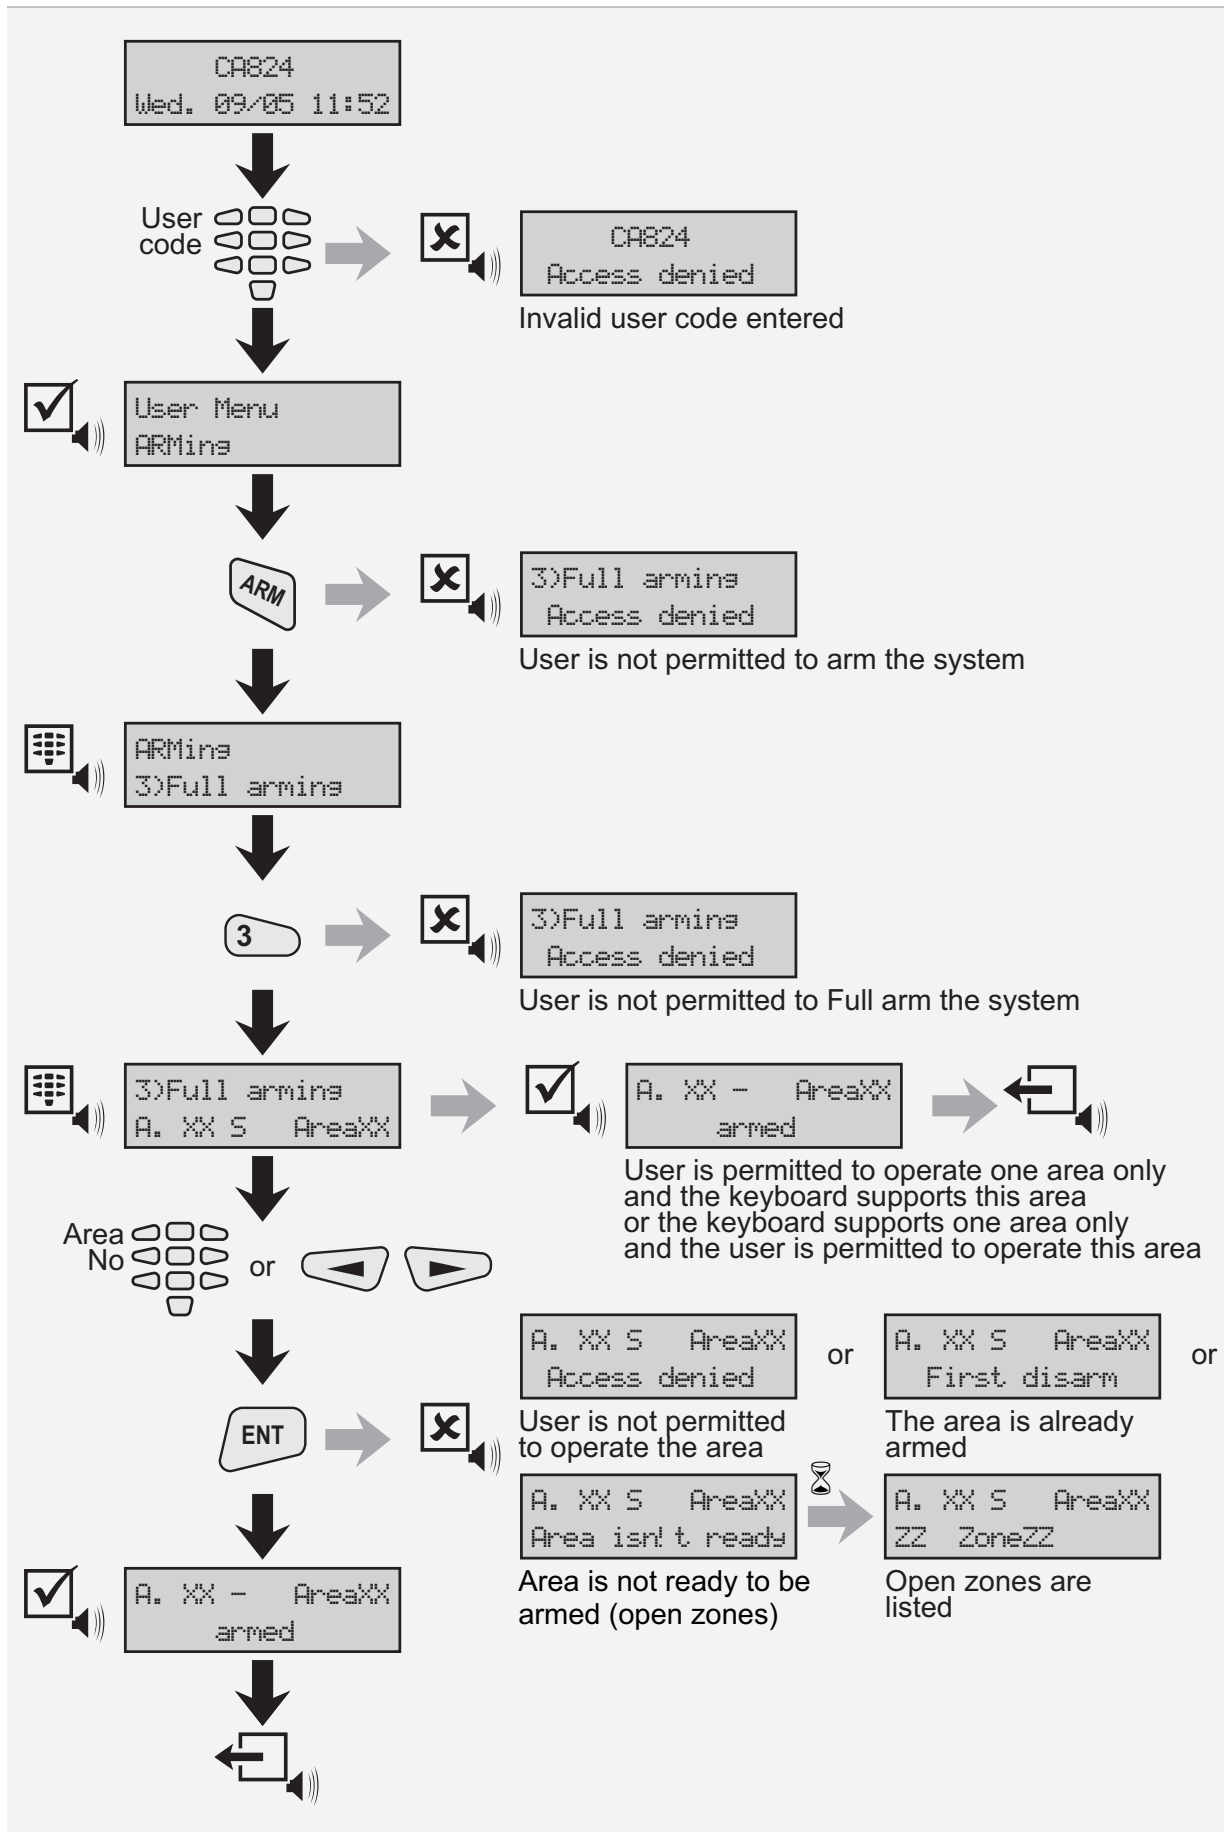 CA824
Wed. 09/05 11:52
User
code
CA824
Access denied
Invalid user code entered
User Menu
ARMing
ARM
3)Full arming
Access denied
User is not permitted to arm the system
ARMing
3)Full arming
3
3)Full arming
Access denied
User is not permitted to Full arm the system
3)Full arming
A. XX S AreaXX
A. XX - AreaXX
armed
User is permitted to operate one area only
and the keyboard supports this area
or the keyboard supports one area only
and the user is permitted to operate this area
Area
No
or
ENT
A. XX S AreaXX
Access denied
or
A. XX S AreaXX
First disarm
or
User is not permitted
to operate the area
The area is already
armed
A. XX S AreaXX
Area isn!t ready
A. XX S AreaXX
ZZ ZoneZZ
Area is not ready to be
armed (open zones)
Open zones are
listed
A. XX - AreaXX
armed